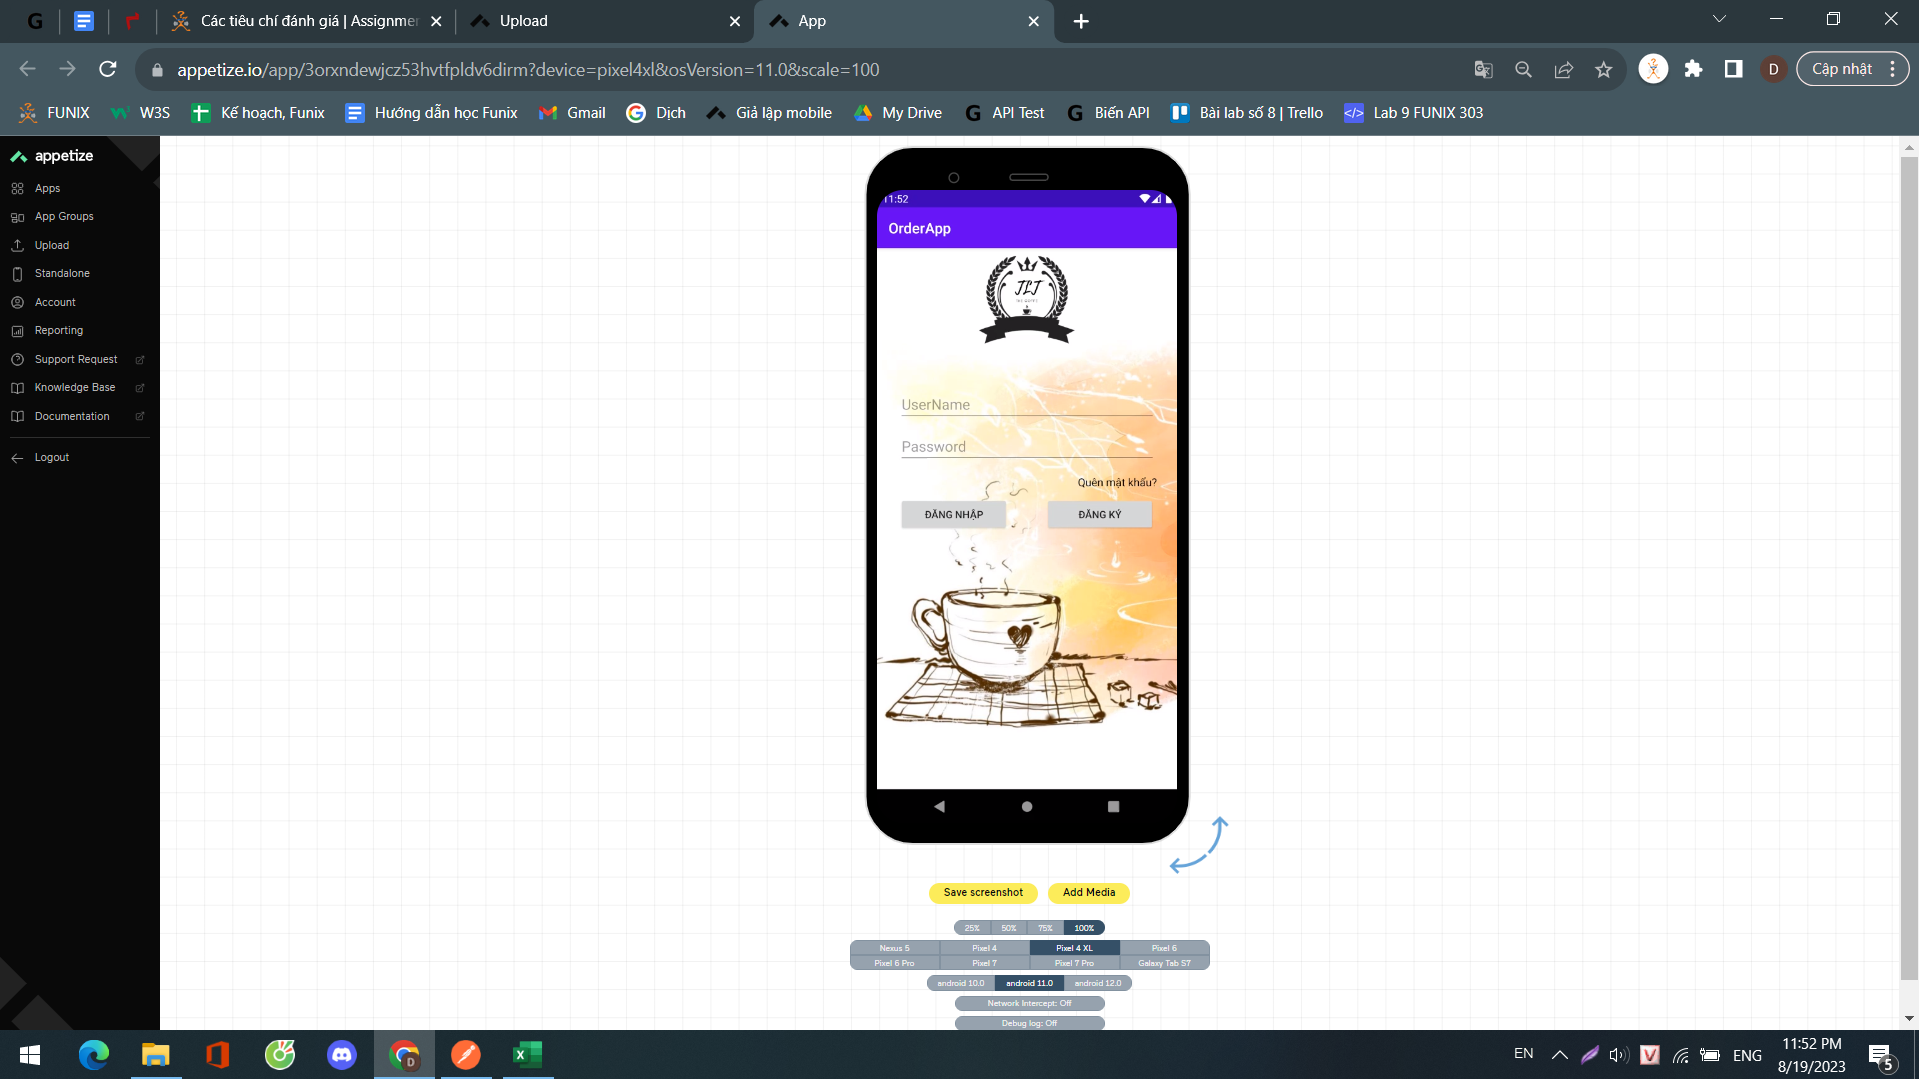 Các tiêu chí đánh giá | Assignmer
Upload
App
appetize.io/app/3orxndewjcz53hvtfpldv6dirm?device=pixel4xl&osVersion=11.0&scale=100
D
Cập nhật
FUNIX
W3S
Kế hoạch, Funix
Hướng dẫn học Funix
Gmail
Dịch
Giả lập mobile
My Drive
API Test
Biến API
Bài lab số 8 | Trello
Lab 9 FUNIX 303
appetize
Apps
App Groups
Upload
Standalone
Account
Reporting
Support Request
Knowledge Base
Documentation
Logout
11:52
OrderApp
JLJ
UserName
Password
Quên mật khẩu?
ĐĂNG NHẬP
ĐĂNG KÝ
Save screenshot
Add Media
25% 50% 75% 100%
Nexus 5 Pixel 4 Pixel 4 XL Pixel 6
Pixel 6 Pro Pixel 7 Pixel 7 Pro Galaxy Tab S7
android 10.0 android 11.0 android 12.0
Network Intercept: Off
Debug log: Off
EN
ENG
11:52 PM
8/19/2023
5